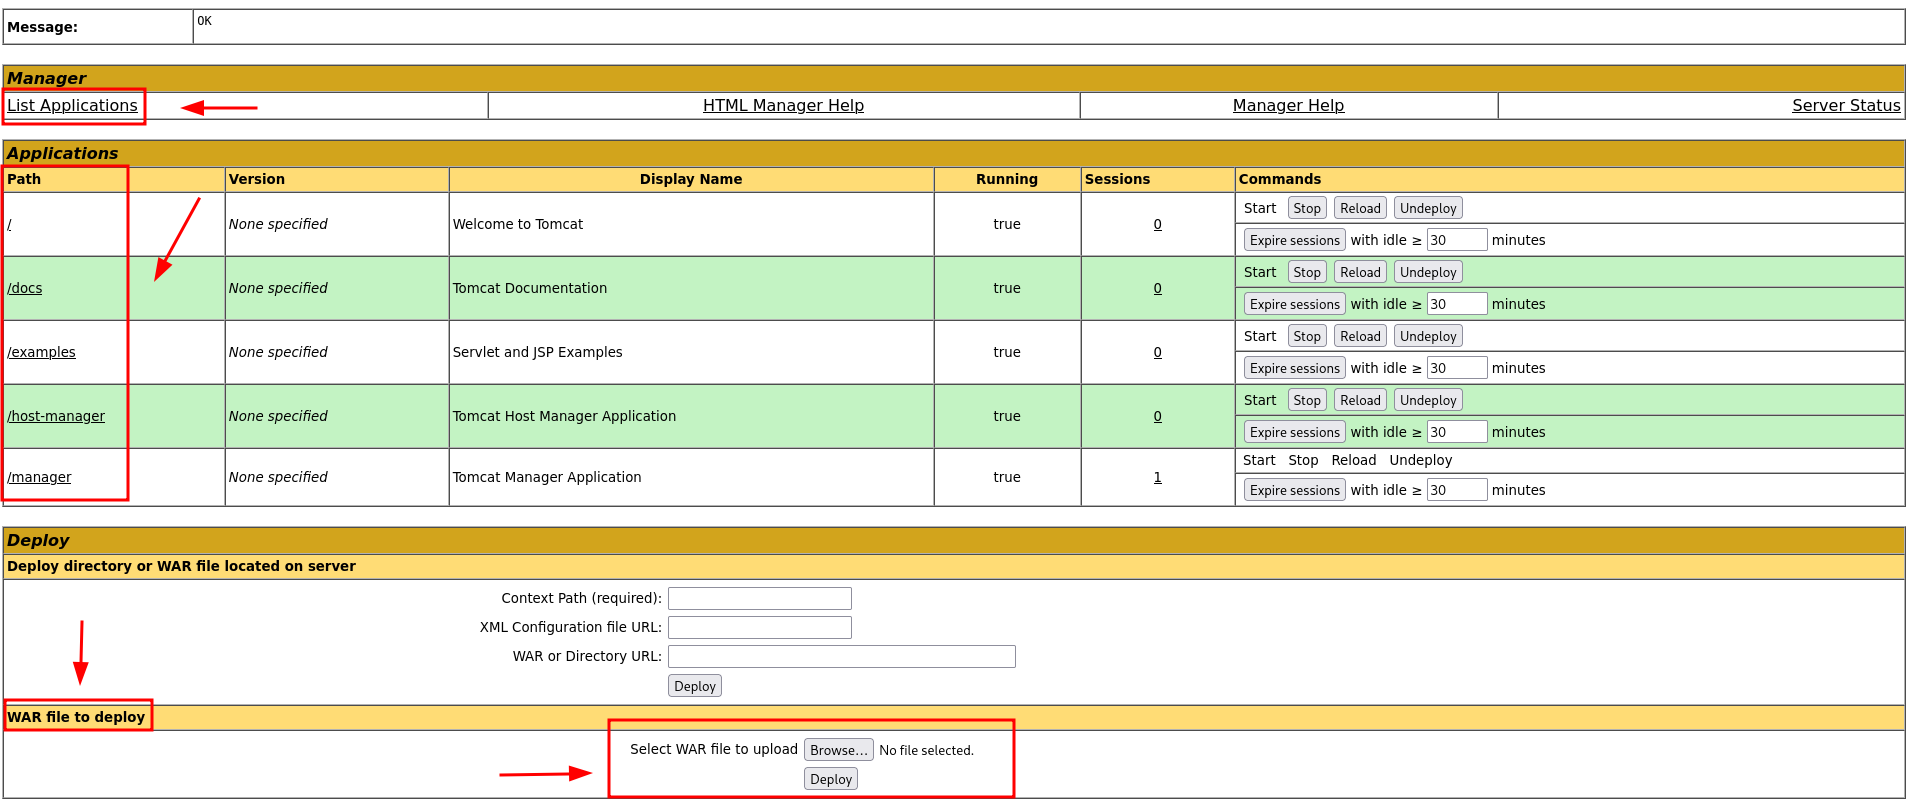 Message: OK
Manager
List Applications HTML Manager Help Manager Help Server Status
Applications
Path Version Display Name Running Sessions Commands
/ None specified Welcome to Tomcat true 0 Start Stop Reload Undeploy
Expire sessions with idle ≥ 30 minutes
/docs None specified Tomcat Documentation true 0 Start Stop Reload Undeploy
Expire sessions with idle ≥ 30 minutes
/examples None specified Servlet and JSP Examples true 0 Start Stop Reload Undeploy
Expire sessions with idle ≥ 30 minutes
/host-manager None specified Tomcat Host Manager Application true 0 Start Stop Reload Undeploy
Expire sessions with idle ≥ 30 minutes
/manager None specified Tomcat Manager Application true 1 Start Stop Reload Undeploy
Expire sessions with idle ≥ 30 minutes
Deploy
Deploy directory or WAR file located on server
Context Path (required):
XML Configuration file URL:
WAR or Directory URL:
Deploy
WAR file to deploy
Select WAR file to upload Browse... No file selected.
Deploy